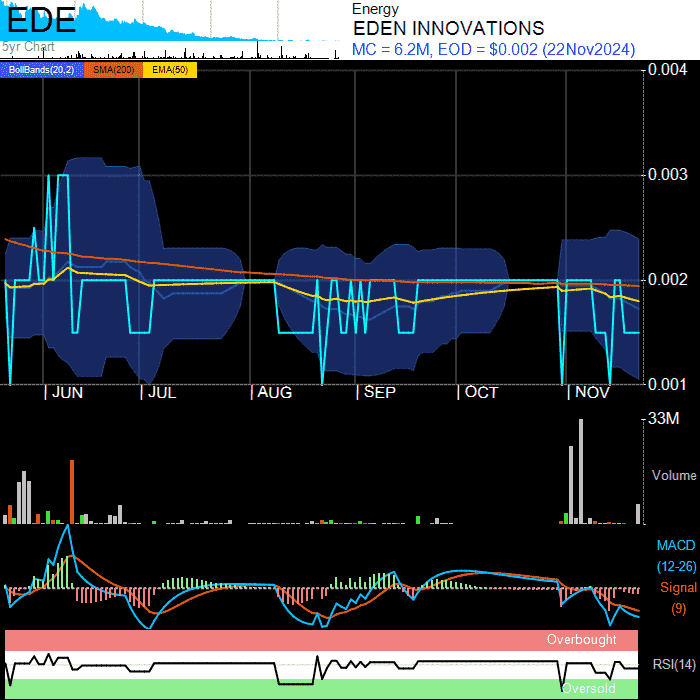 EDE
5yr Chart
Energy
EDEN INNOVATIONS
MC = 6.2M, EOD = $0.002 (22Nov2024)
BollBands(20,2) SMA(200) EMA(50)
0.004
0.003
0.002
0.001
| JUN | JUL | AUG | SEP | OCT | NOV
33M
Volume
MACD
(12-26)
Signal
(9)
Overbought
RSI(14)
Oversold